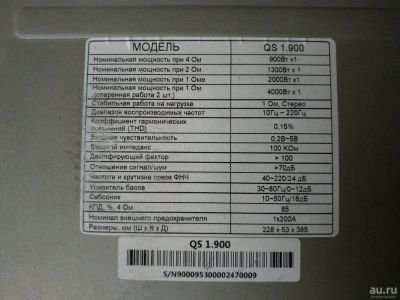 МОДЕЛЬ QS 1.900
Номинальная мощность при 4 Ом 900Вт x1
Номинальная мощность при 2 Ом 1300Вт x 1
Номинальная мощность при 1 Оме 2000Вт x1
Номинальная мощность при 1 Ом
(спаренная работа 2 шт.) 4000Вт x 1
Стабильная работа на нагрузке 1 Ом, Стерео
Диапазон воспроизводимых частот 10Гц ~ 220Гц
Коэффициент гармонических
искажений (THD) 0,15%
Входная чувствительность 0,2В~5В
Входной импеданс 100 КОм
Демпфирующий фактор > 100
Отношение сигнал/шум >70дБ
Частота и крутизна среза ФНЧ 40~220/24 дБ
Усилитель басов 30~80Гц/0~12дБ
Сабсоник 10~50Гц/18дБ
КПД, %, 4 Ом 85
Номинал внешнего предохранителя 1x200А
Размеры, мм (Ш x В x Д) 228 x 53 x 385
QS 1.900
S/N900095300002470009
au.ru